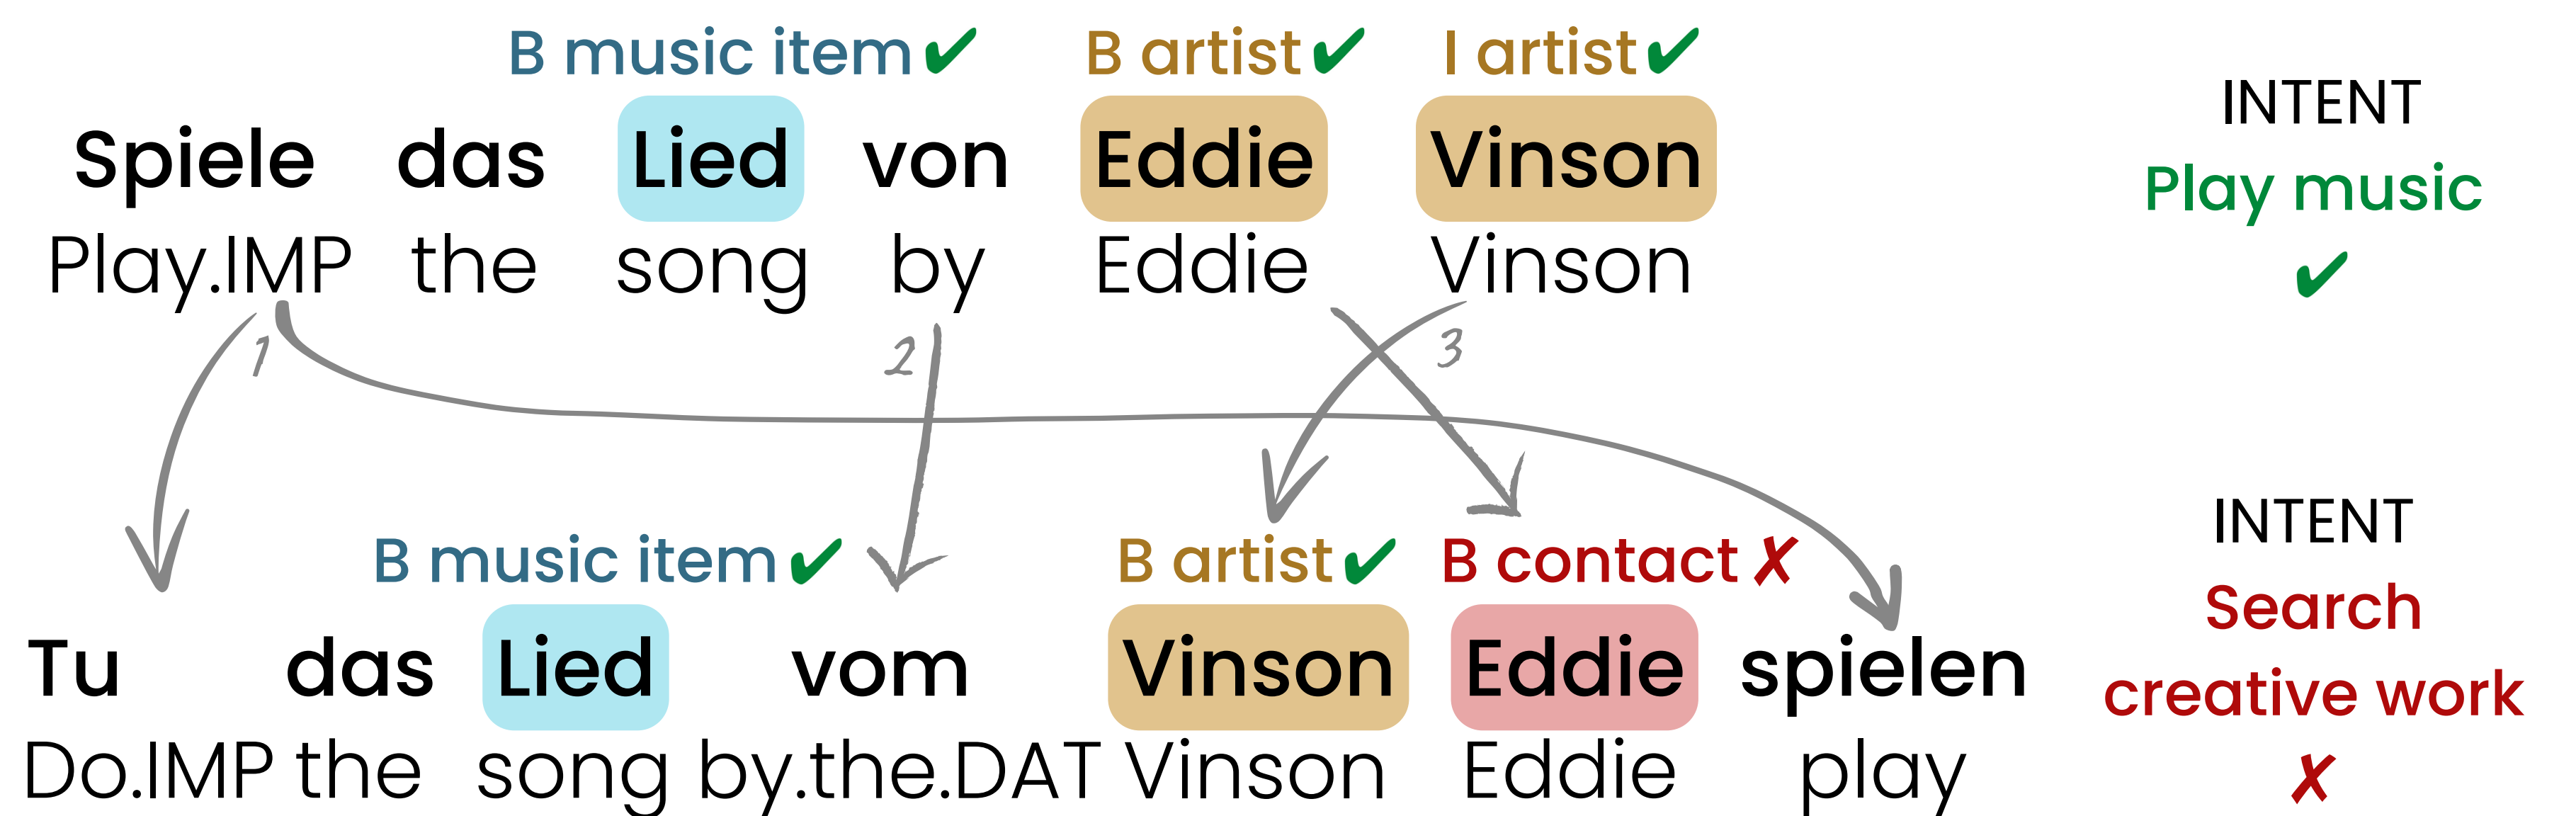 B music item ✔ B artist ✔ I artist ✔
Spiele das Lied von Eddie Vinson
Play.IMP the song by Eddie Vinson
INTENT
Play music
✔
1 2 3
B music item ✔ B artist ✔ B contact ✗
Tu das Lied vom Vinson Eddie spielen
Do.IMP the song by.the.DAT Vinson Eddie play
INTENT
Search
creative work
✗